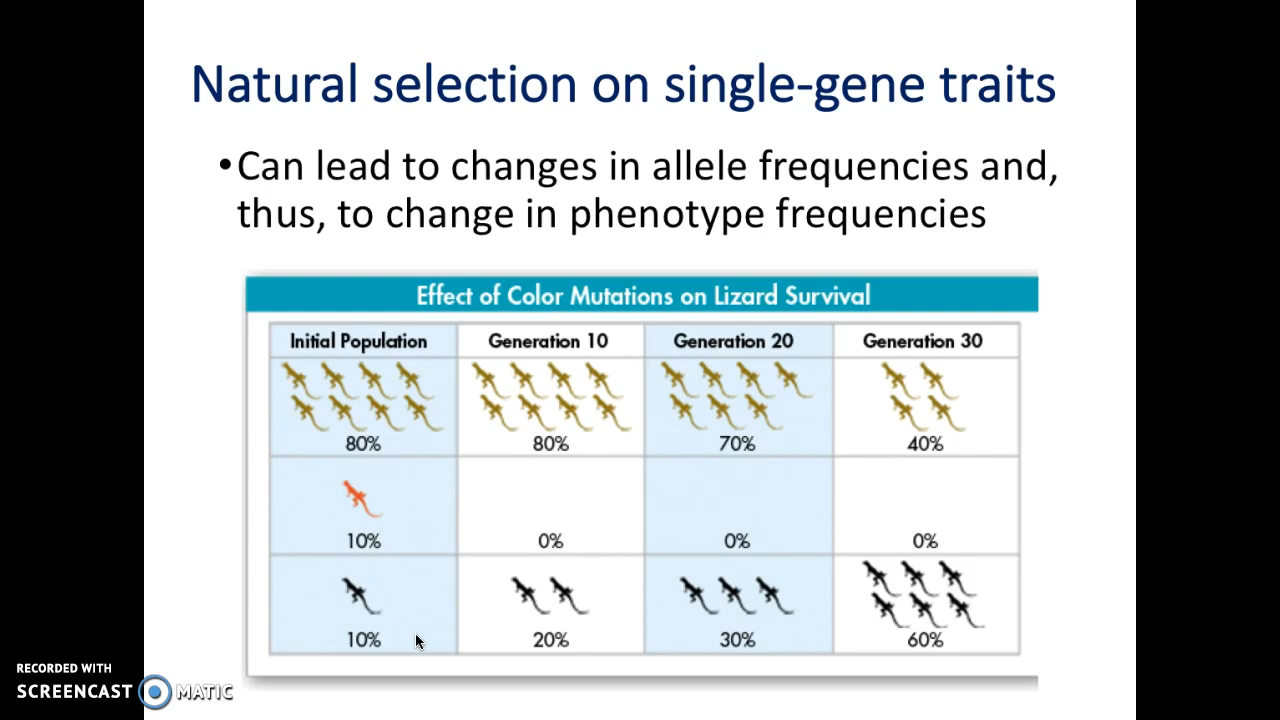 Natural selection on single-gene traits
•Can lead to changes in allele frequencies and,
thus, to change in phenotype frequencies
Effect of Color Mutations on Lizard Survival
Initial Population Generation 10 Generation 20 Generation 30
80% 80% 70% 40%
10% 0% 0% 0%
10% 20% 30% 60%
RECORDED WITH
SCREENCAST MATIC